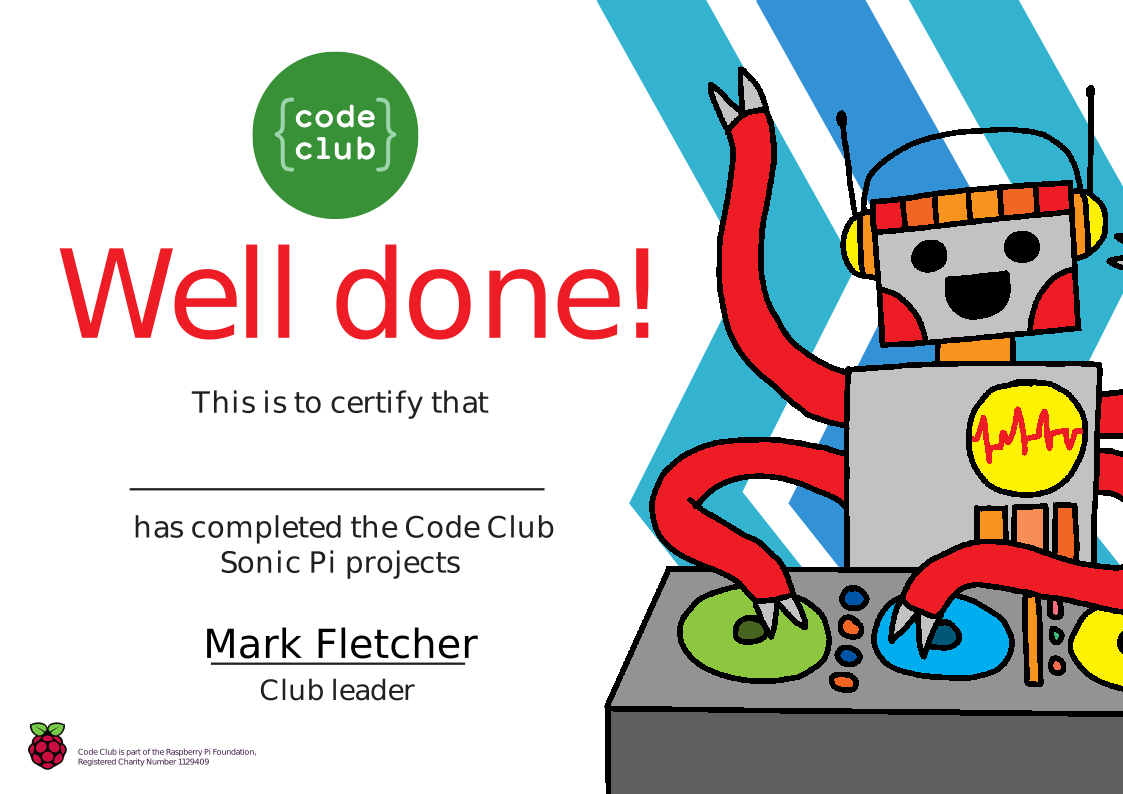 {code
club}
Well done!
This is to certify that
has completed the Code Club
Sonic Pi projects
Mark Fletcher
Club leader
Code Club is part of the Raspberry Pi Foundation,
Registered Charity Number 1129409